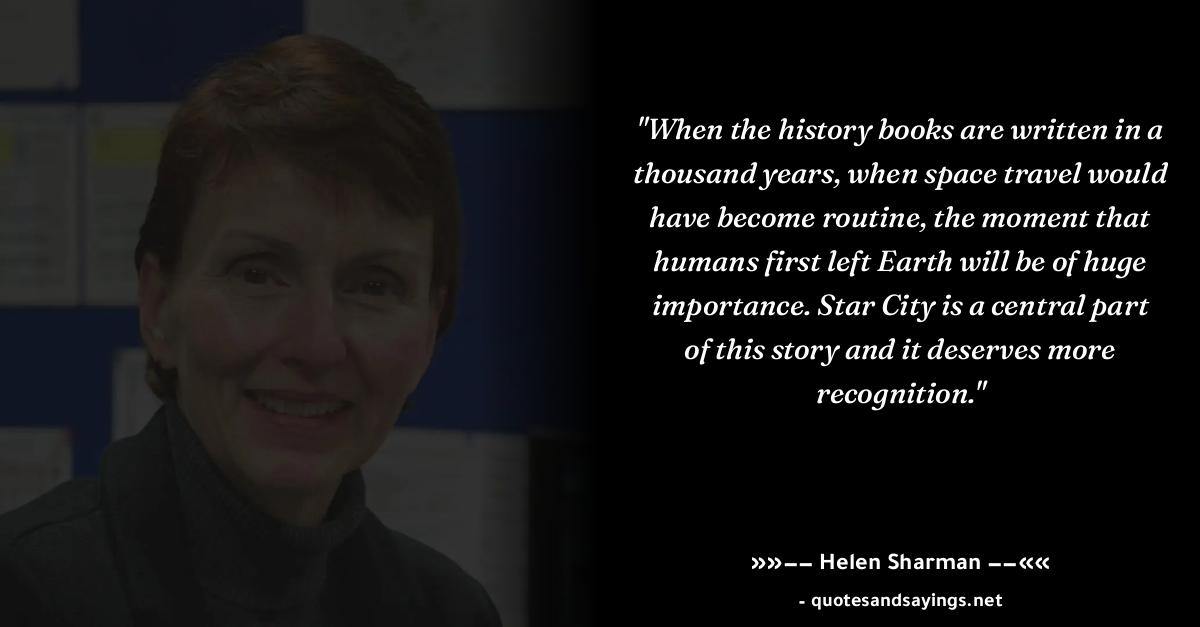 "When the history books are written in a
thousand years, when space travel would
have become routine, the moment that
humans first left Earth will be of huge
importance. Star City is a central part
of this story and it deserves more
recognition."
»»−− Helen Sharman −−««
- quotesandsayings.net